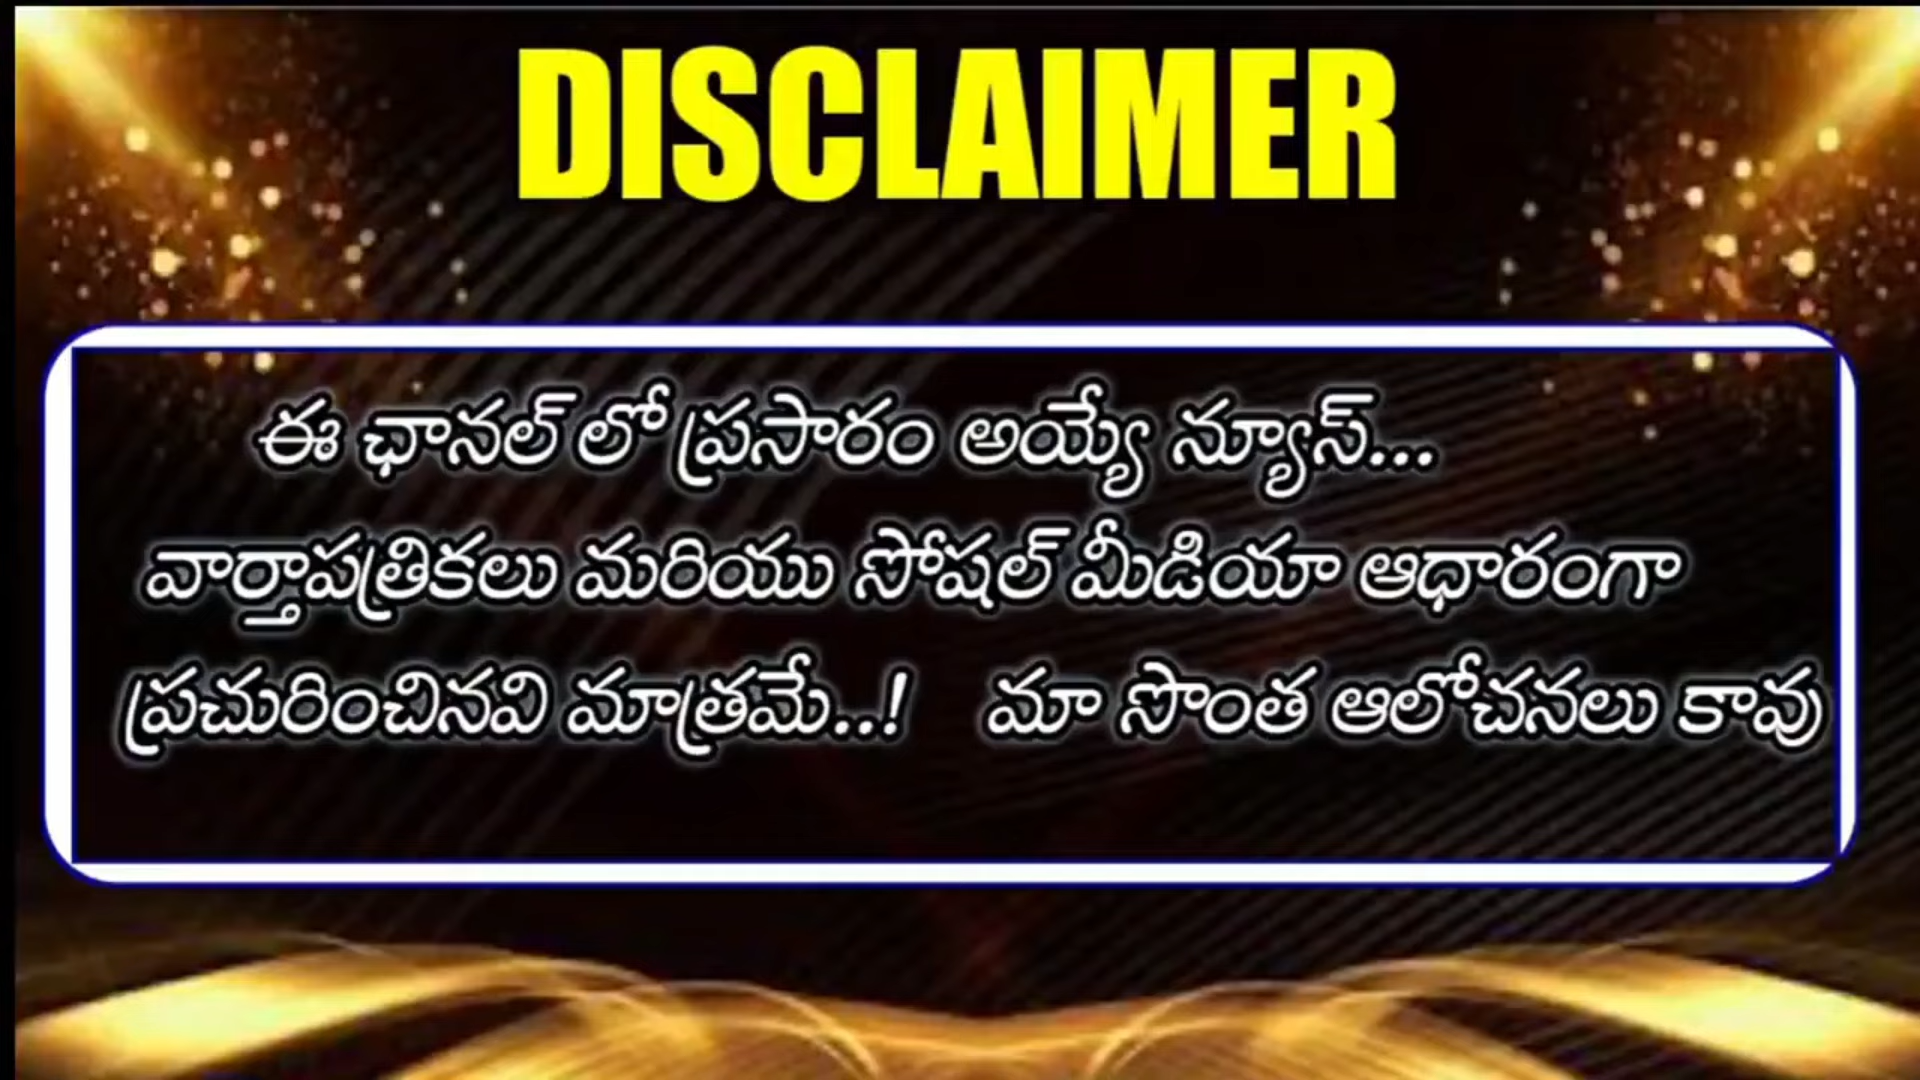 DISCLAIMER
ఈ ఛానల్ లో ప్రసారం అయ్యే న్యూస్...
వార్తాపత్రికలు మరియు సోషల్ మీడియా ఆధారంగా
ప్రచురించినవి మాత్రమే..! మా సొంత ఆలోచనలు కావు